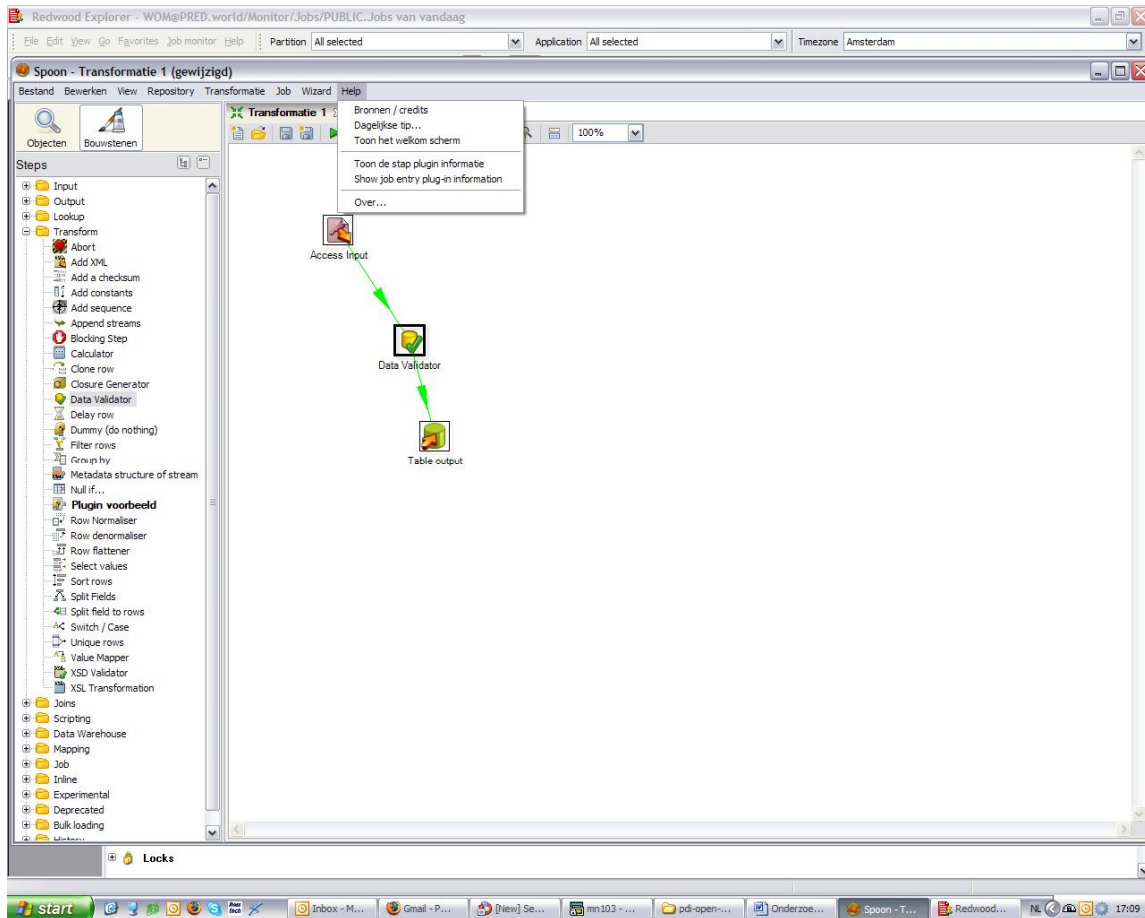 Redwood Explorer - WOM@PRED.world/Monitor/Jobs/PUBLIC.Jobs van vandaag
File Edit View Go Favorites Job monitor Help Partition All selected Application All selected Timezone Amsterdam
Spoon - Transformatie 1 (gewijzigd)
Bestand Bewerken View Repository Transformatie Job Wizard Help
Objecten Bouwstenen
Transformatie 1
100%
Bronnen / credits
Dagelijkse tip...
Toon het welkom scherm
Toon de stap plugin informatie
Show job entry plug-in information
Over...
Steps
Input
Output
Lookup
Transform
Abort
Add XML
Add a checksum
Add constants
Add sequence
Append streams
Blocking Step
Calculator
Clone row
Closure Generator
Data Validator
Delay row
Dummy (do nothing)
Filter rows
Group by
Metadata structure of stream
Null if...
Plugin voorbeeld
Row Normaliser
Row denormaliser
Row flattener
Select values
Sort rows
Split Fields
Split field to rows
Switch / Case
Unique rows
Value Mapper
XSD Validator
XSL Transformation
Joins
Scripting
Data Warehouse
Mapping
Job
Inline
Experimental
Deprecated
Bulk loading
History
Access Input
Data Validator
Table output
Locks
start Inbox - M... Gmail - P... [New] Se... mn103 - ... pdi-open-... Onderzoe... Spoon - T... Redwood... NL 17:09